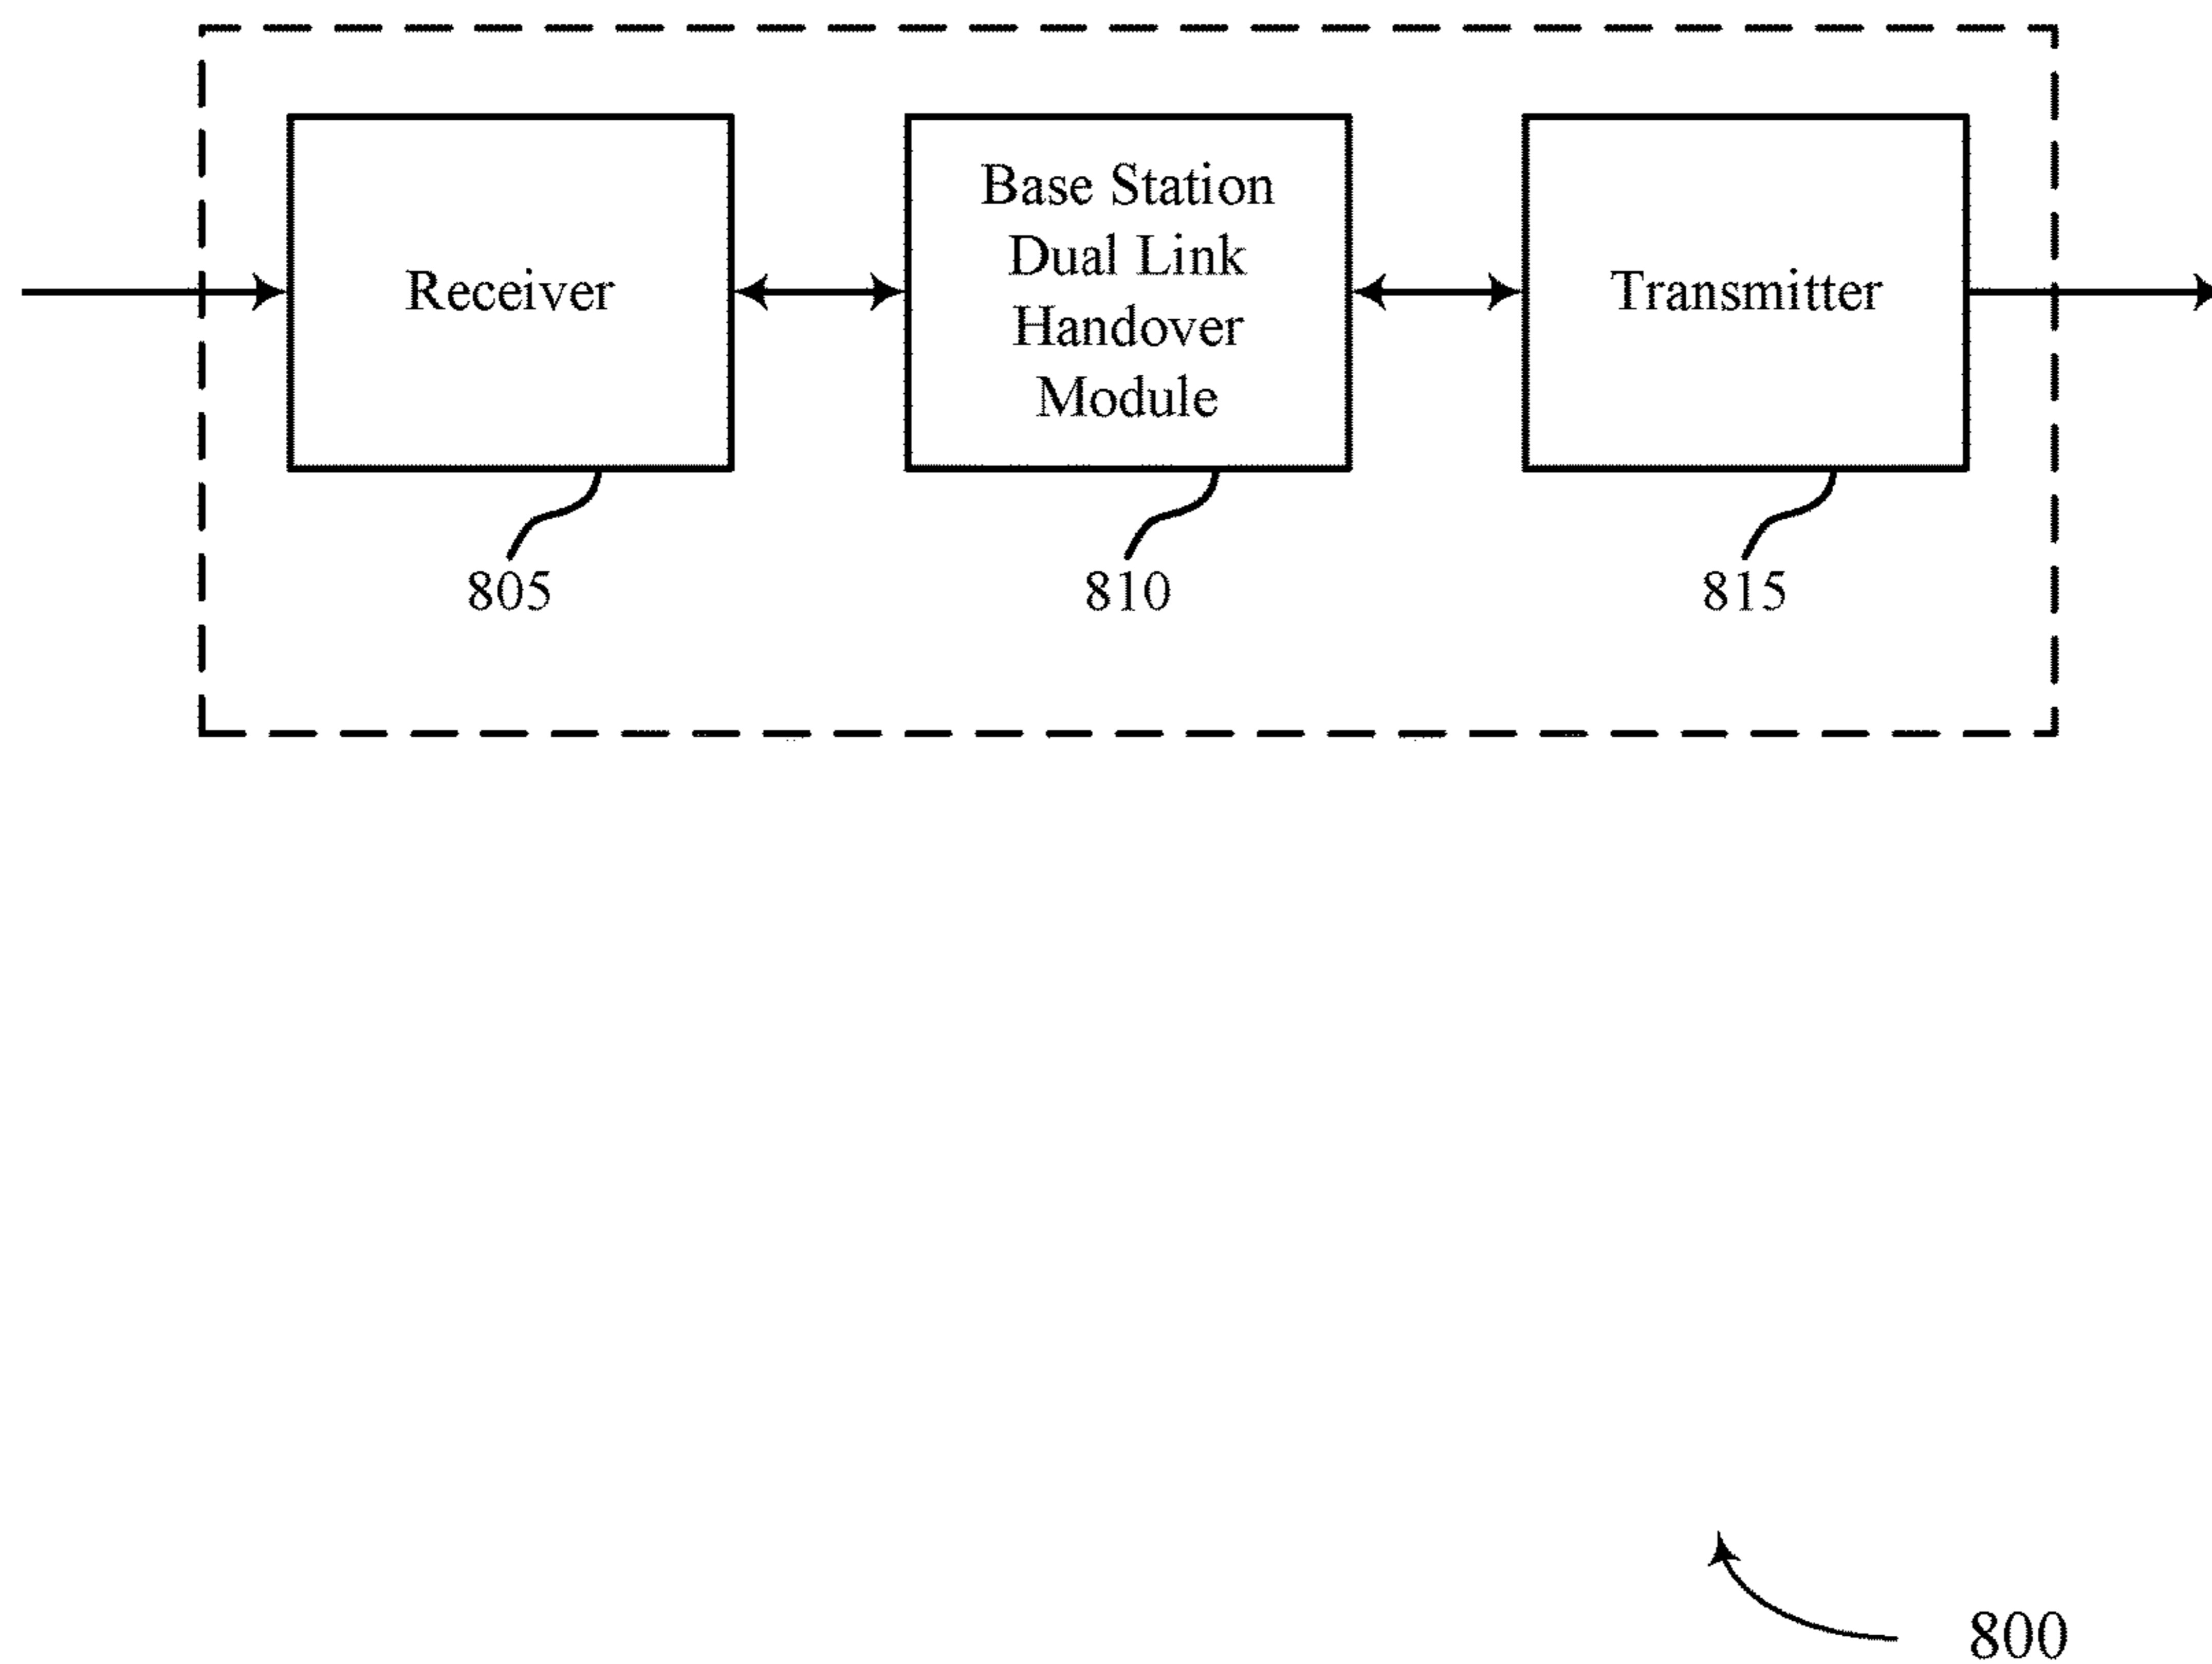 Receiver
Base Station
Dual Link
Handover
Module
Transmitter
805
810
815
800